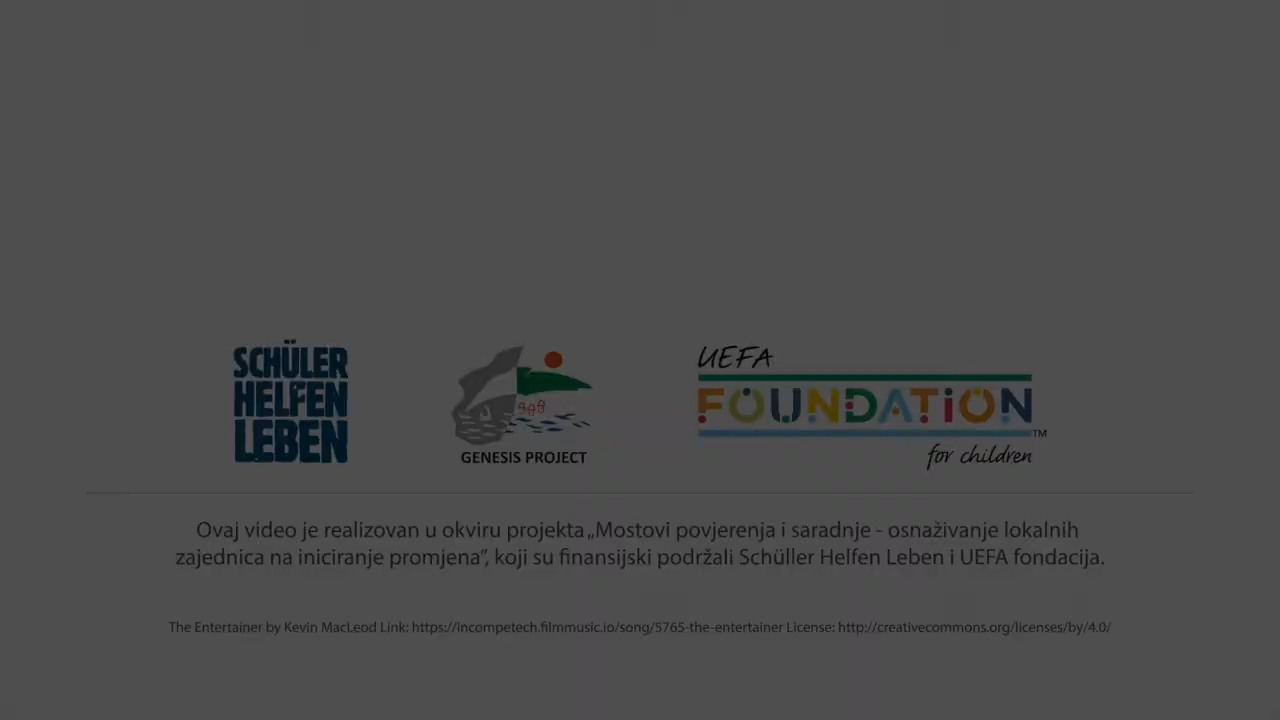 SCHÜLER
HELFEN
LEBEN
GENESIS PROJECT
UEFA
FOUNDATION
TM
for children
Ovaj video je realizovan u okviru projekta „Mostovi povjerenja i saradnje - osnaživanje lokalnih
zajednica na iniciranje promjena”, koji su finansijski podržali Schüller Helfen Leben i UEFA fondacija.
The Entertainer by Kevin MacLeod Link: https://incompetech.filmmusic.io/song/5765-the-entertainer License: http://creativecommons.org/licenses/by/4.0/